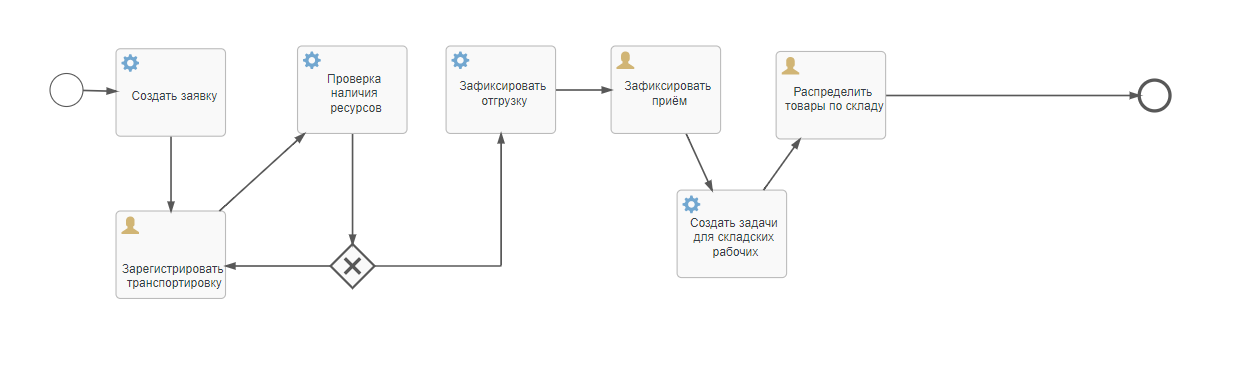 Создать заявку
Проверка
наличия
ресурсов
Зафиксировать
отгрузку
Зафиксировать
приём
Распределить
товары по складу
Зарегистрировать
транспортировку
Создать задачи
для складских
рабочих